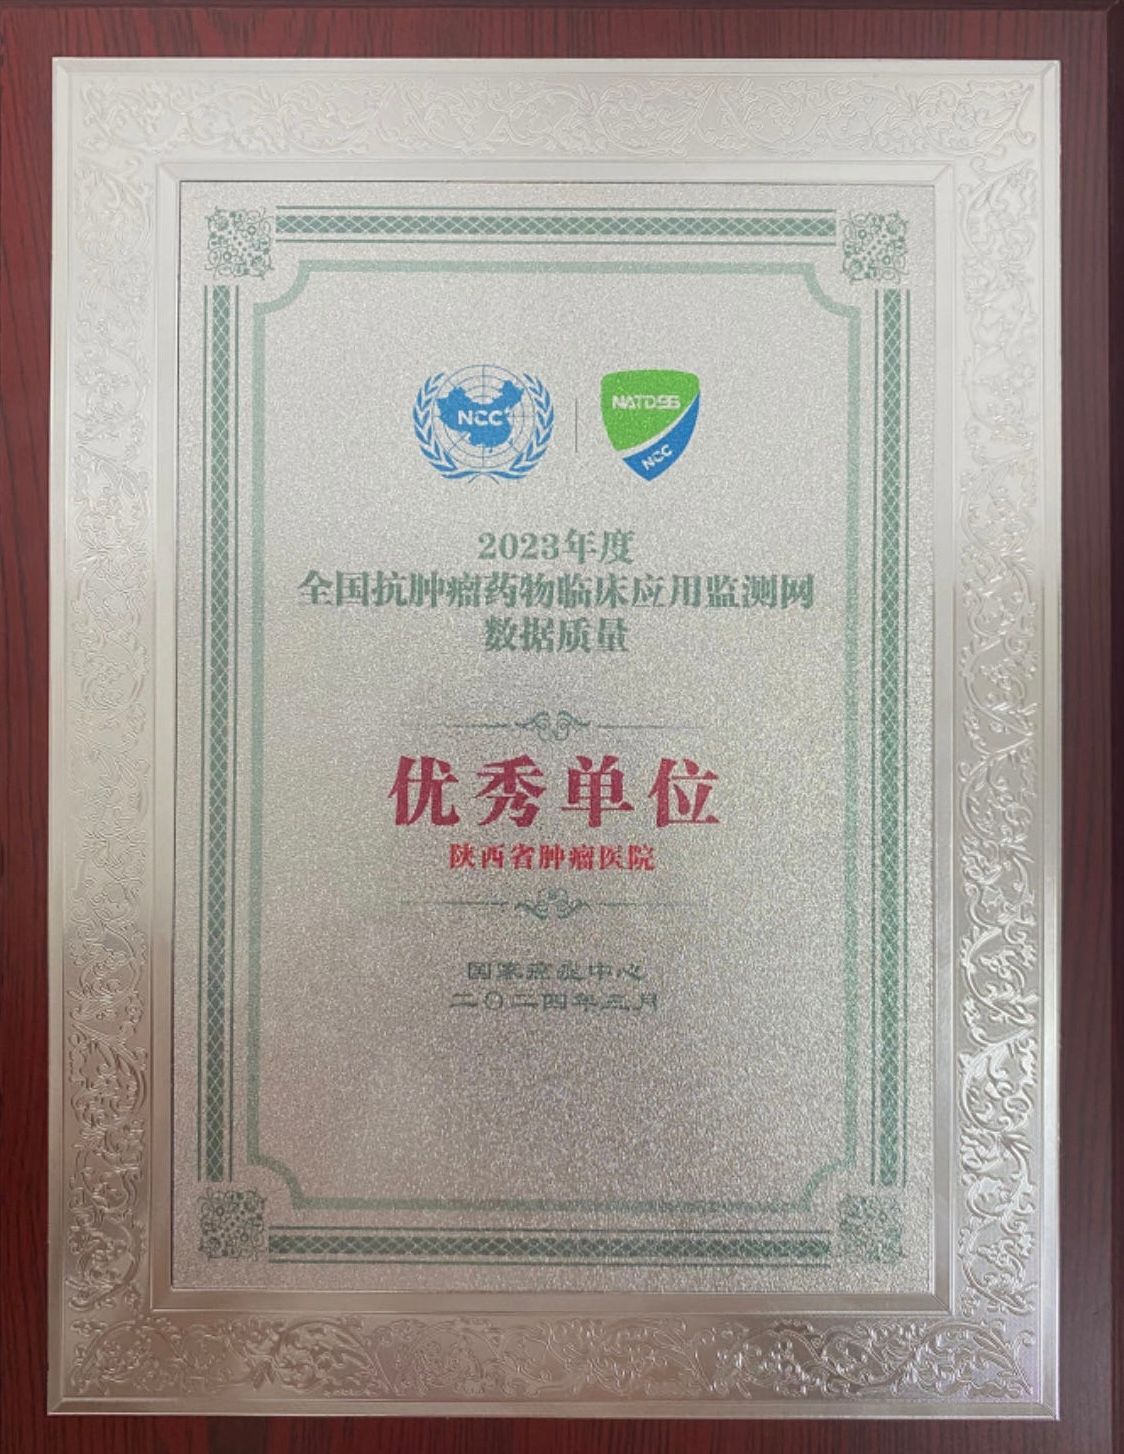 NCC
NATDSS
NCC
2023年度
全国抗肿瘤药物临床应用监测网
数据质量
优秀单位
陕西省肿瘤医院
国家癌症中心
二〇二四年三月